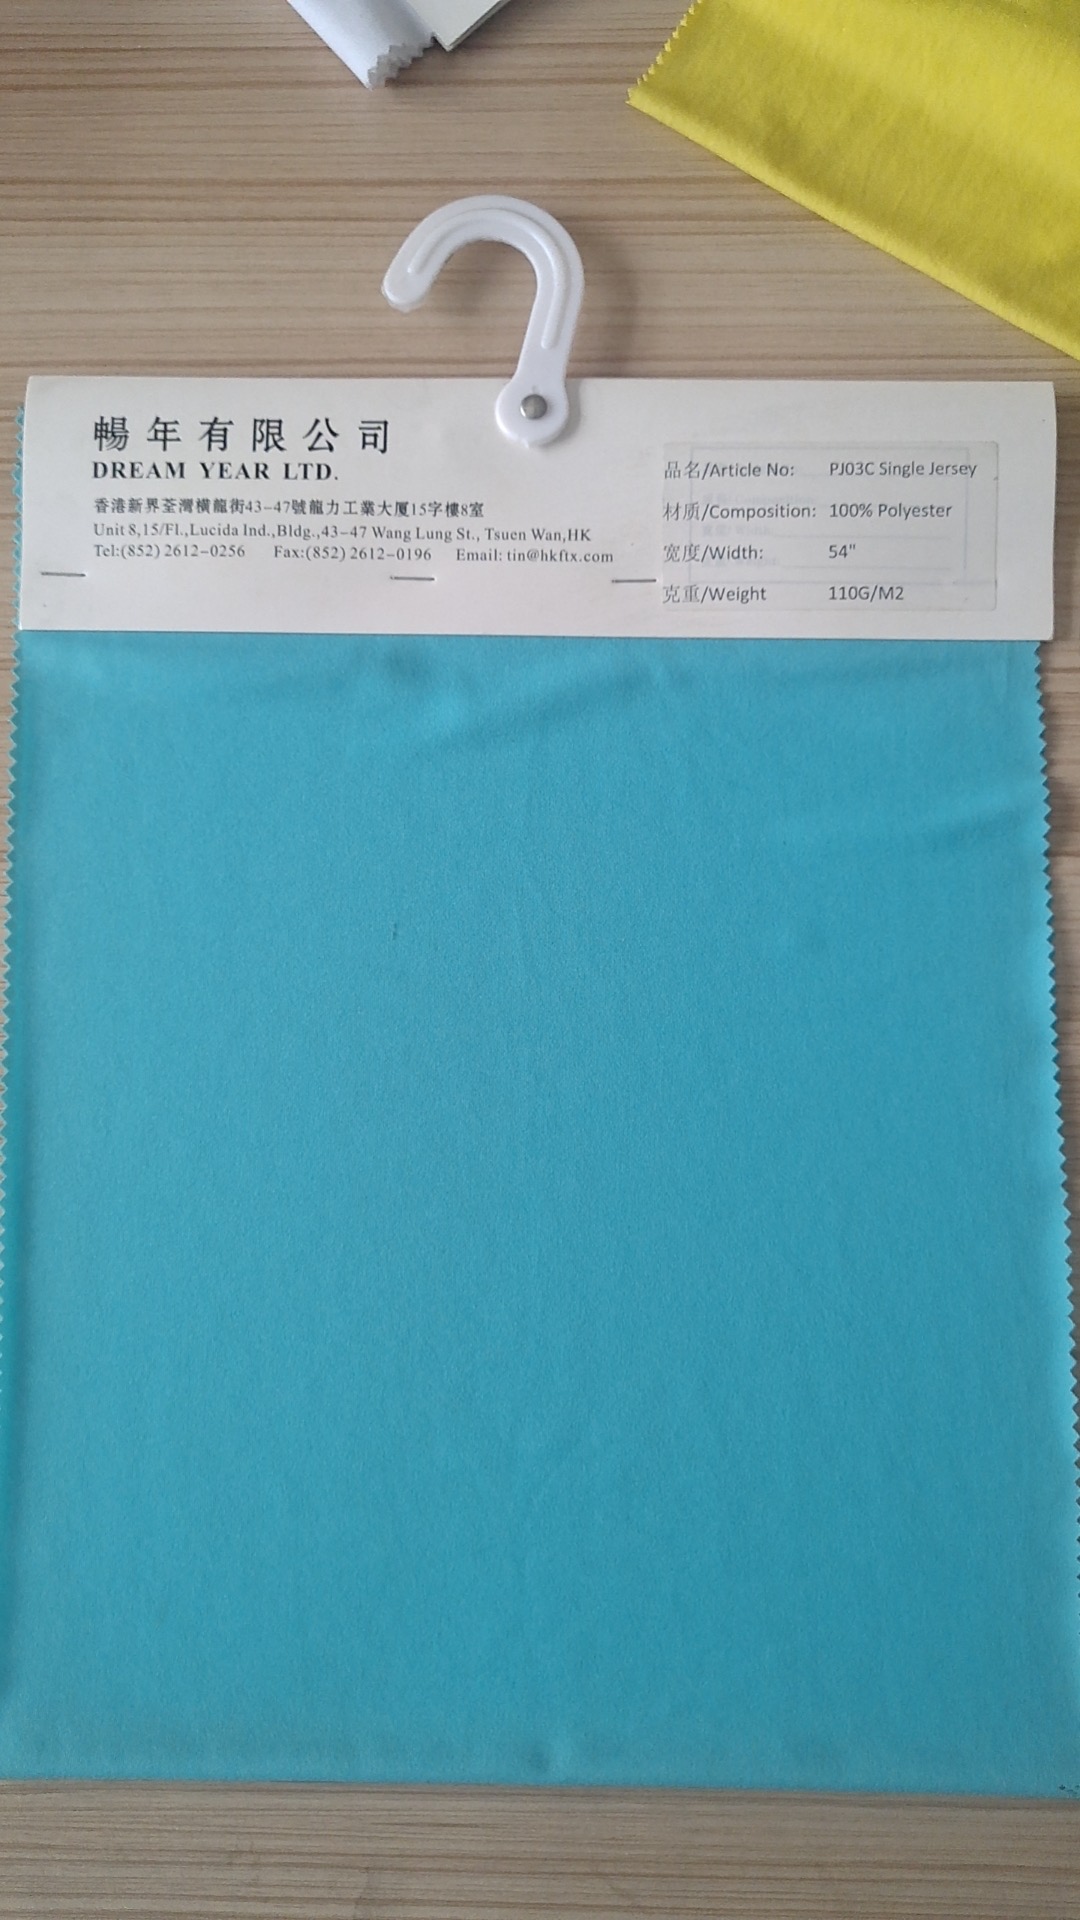 暢年有限公司
DREAM YEAR LTD.
香港新界荃灣橫龍街43-47號龍力工業大厦15字樓8室
Unit 8,15/Fl.,Lucida Ind.,Bldg.,43-47 Wang Lung St., Tsuen Wan,HK
Tel:(852) 2612-0256 Fax:(852) 2612-0196 Email: tin@hkftx.com
品名/Article No: PJ03C Single Jersey
材质/Composition: 100% Polyester
宽度/Width: 54"
克重/Weight 110G/M2